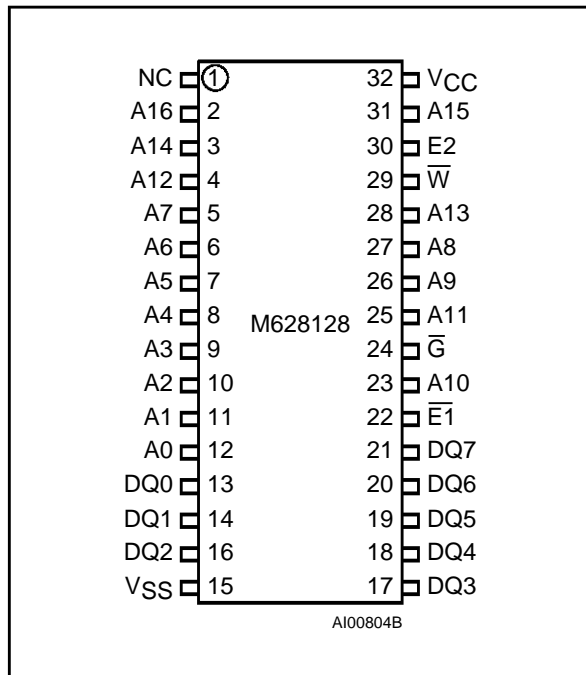 NC 1 32 VCC
A16 2 31 A15
A14 3 30 E2
A12 4 29 W̅
A7 5 28 A13
A6 6 27 A8
A5 7 26 A9
A4 8 25 A11
M628128
A3 9 24 G̅
A2 10 23 A10
A1 11 22 E̅1̅
A0 12 21 DQ7
DQ0 13 20 DQ6
DQ1 14 19 DQ5
DQ2 16 18 DQ4
VSS 15 17 DQ3
AI00804B